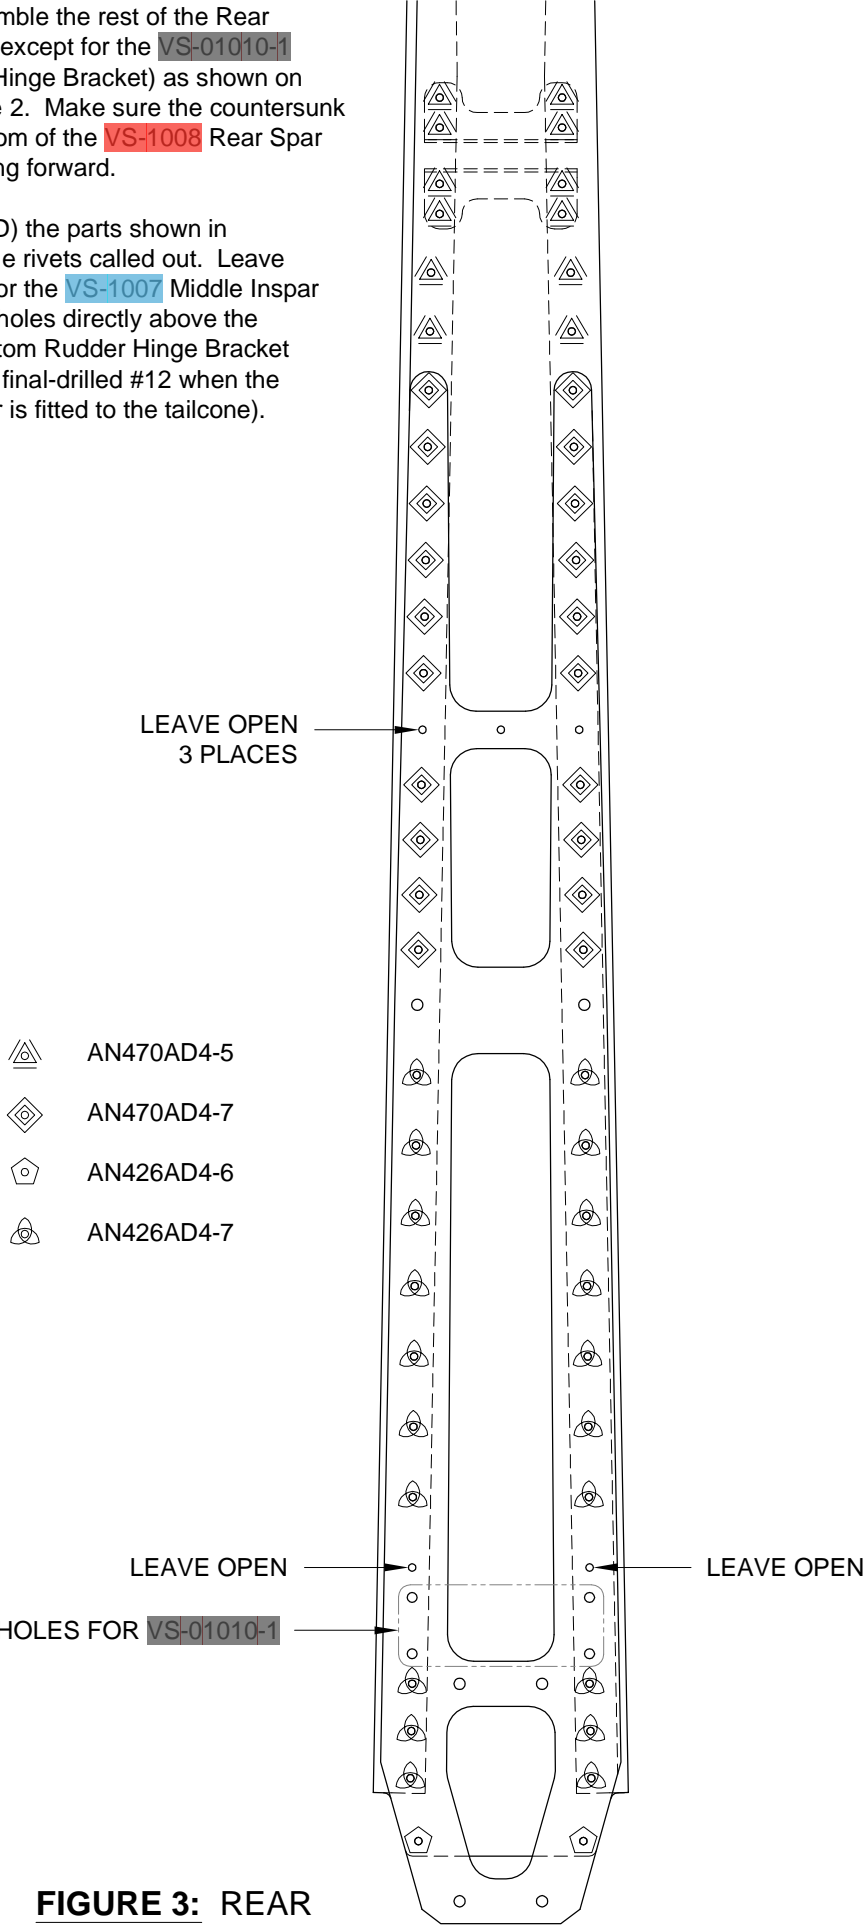 mble the rest of the Rear
except for the VS-01010-1
Hinge Bracket) as shown on
e 2.  Make sure the countersunk
om of the VS-1008 Rear Spar
ng forward.
D) the parts shown in
e rivets called out.  Leave
or the VS-1007 Middle Inspar
holes directly above the
tom Rudder Hinge Bracket
final-drilled #12 when the
r is fitted to the tailcone).
LEAVE OPEN
3 PLACES
AN470AD4-5
AN470AD4-7
AN426AD4-6
AN426AD4-7
LEAVE OPEN
LEAVE OPEN
HOLES FOR VS-01010-1
FIGURE 3: REAR